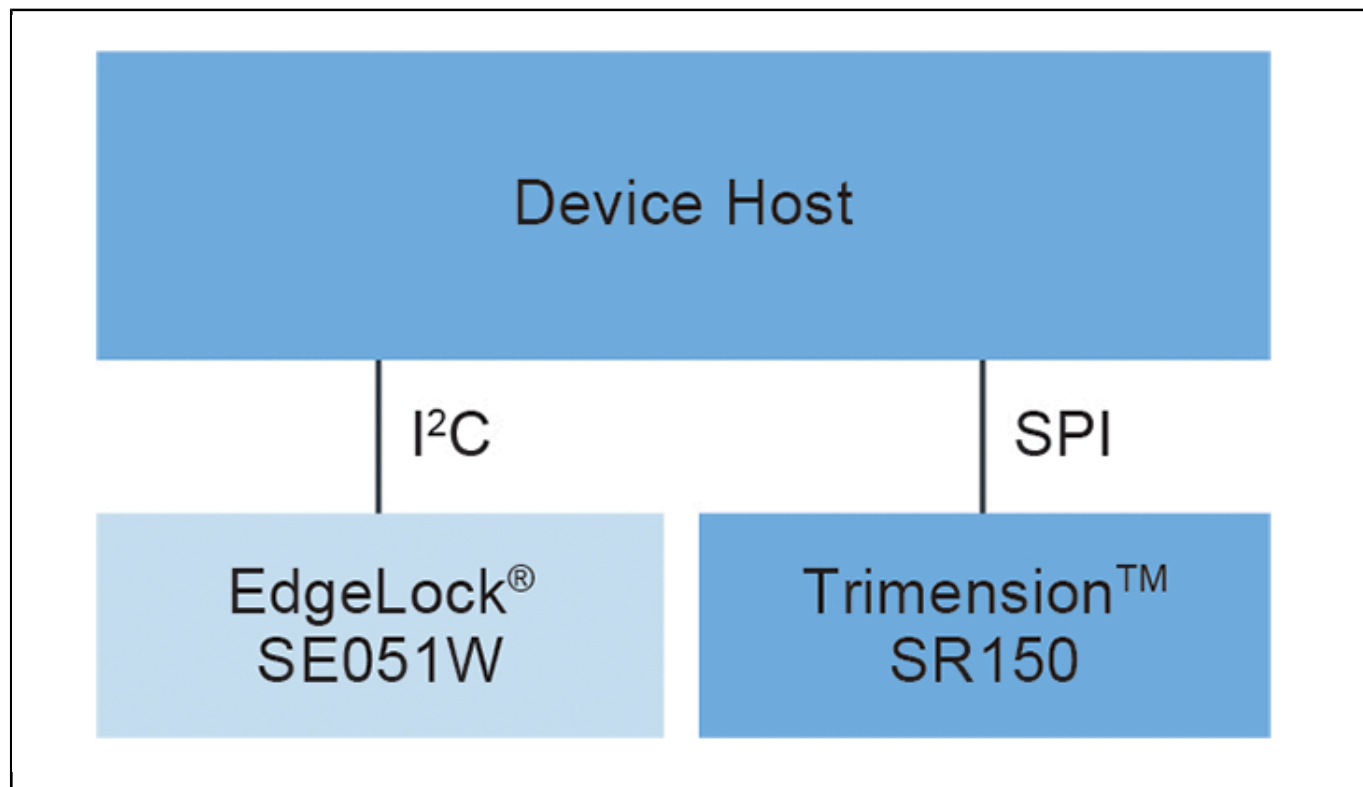 Device Host
I²C
SPI
EdgeLock®
SE051W
Trimension™
SR150